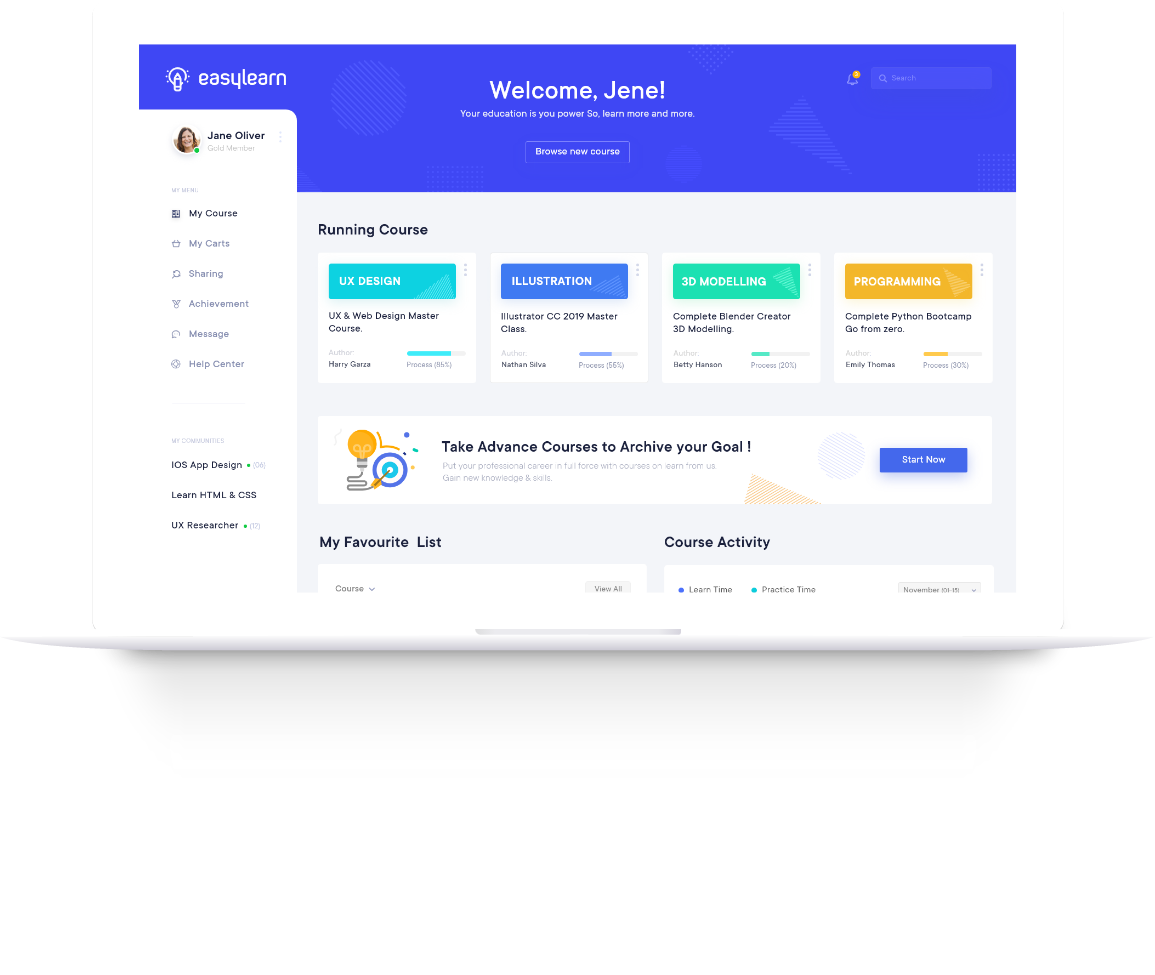 easylearn
Welcome, Jene!
Your education is you power So, learn more and more.
Browse new course
Search
Jane Oliver
Gold Member
MY MENU
My Course
My Carts
Sharing
Achievement
Message
Help Center
MY COMMUNITIES
IOS App Design (06)
Learn HTML & CSS
UX Researcher (12)
Running Course
UX DESIGN
UX & Web Design Master
Course.
Author:
Harry Garza
Process (85%)
ILLUSTRATION
Illustrator CC 2019 Master
Class.
Author:
Nathan Silva
Process (55%)
3D MODELLING
Complete Blender Creator
3D Modelling.
Author:
Betty Hanson
Process (20%)
PROGRAMMING
Complete Python Bootcamp
Go from zero.
Author:
Emily Thomas
Process (30%)
Take Advance Courses to Archive your Goal !
Put your professional career in full force with courses on learn from us.
Gain new knowledge & skills.
Start Now
My Favourite List
Course
View All
Course Activity
Learn Time
Practice Time
November (01-15)